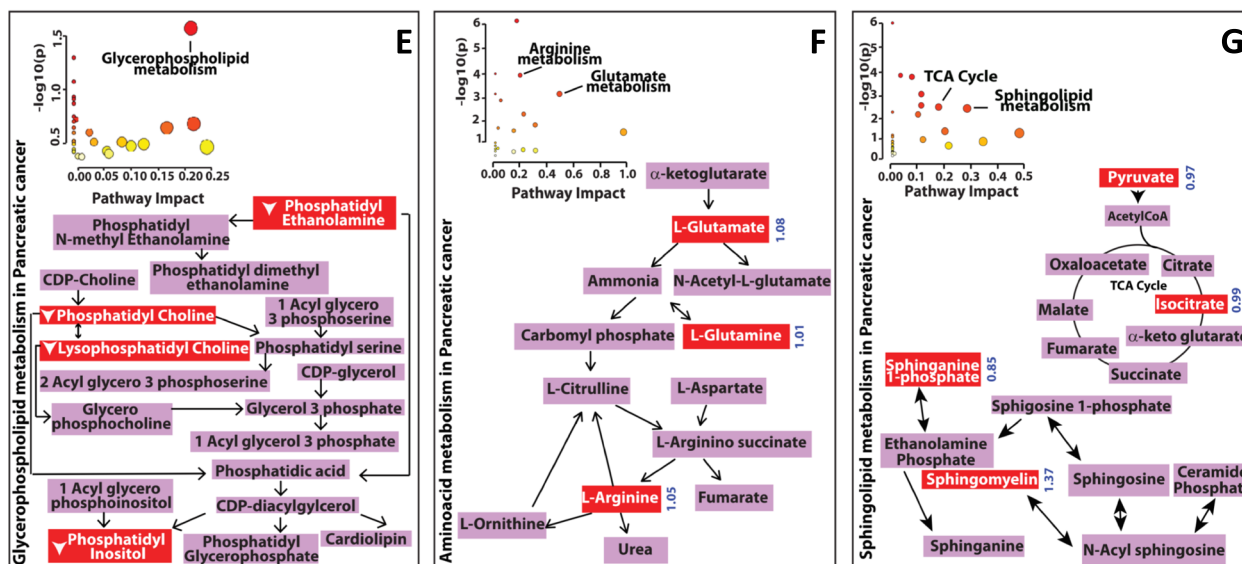 E
1.5
1.0
0.5
-log10(p)
Glycerophospholipid
metabolism
0.00 0.05 0.10 0.15 0.20 0.25
Pathway Impact
Glycerophospholipid metabolism in Pancreatic cancer
Phosphatidyl
Ethanolamine
Phosphatidyl
N-methyl Ethanolamine
Phosphatidyl dimethyl
ethanolamine
CDP-Choline
1 Acyl glycero
3 phosphoserine
Phosphatidyl Choline
Lysophosphatidyl Choline
Phosphatidyl serine
2 Acyl glycero 3 phosphoserine
CDP-glycerol
Glycero
phosphocholine
Glycerol 3 phosphate
1 Acyl glycerol 3 phosphate
Phosphatidic acid
1 Acyl glycero
phosphoinositol
CDP-diacylgylcerol
Phosphatidyl
Inositol
Phosphatidyl
Glycerophosphate
Cardiolipin
F
6
5
4
3
2
1
-log10(p)
Arginine
metabolism
Glutamate
metabolism
0.0 0.2 0.4 0.6 0.8 1.0
Pathway Impact
Aminoacid metabolism in Pancreatic cancer
α-ketoglutarate
L-Glutamate
1.08
Ammonia
N-Acetyl-L-glutamate
Carbomyl phosphate
L-Glutamine
1.01
L-Citrulline
L-Aspartate
L-Arginino succinate
L-Arginine
1.05
Fumarate
L-Ornithine
Urea
G
6
5
4
3
2
1
0
-log10(p)
TCA Cycle
Sphingolipid
metabolism
0.0 0.1 0.2 0.3 0.4 0.5
Pathway Impact
Sphingolipid metabolism in Pancreatic cancer
Pyruvate
0.97
AcetylCoA
Oxaloacetate
Citrate
TCA Cycle
Isocitrate
0.99
Malate
α-keto glutarate
Fumarate
Succinate
Sphinganine
1-phosphate
0.85
Sphigosine 1-phosphate
Ethanolamine
Phosphate
Sphingomyelin
1.37
Sphingosine
Ceramide
Phosphate
Sphinganine
N-Acyl sphingosine